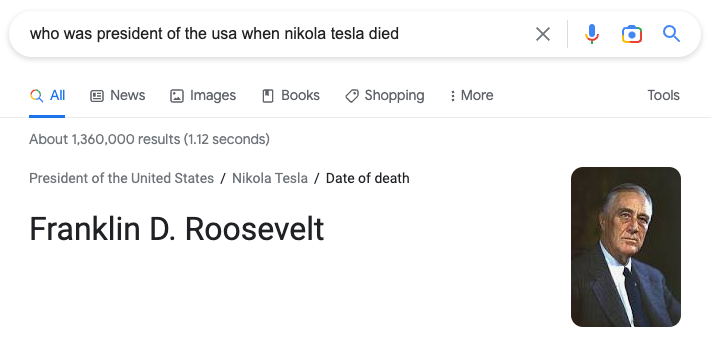 who was president of the usa when nikola tesla died
All News Images Books Shopping More Tools
About 1,360,000 results (1.12 seconds)
President of the United States / Nikola Tesla / Date of death
Franklin D. Roosevelt